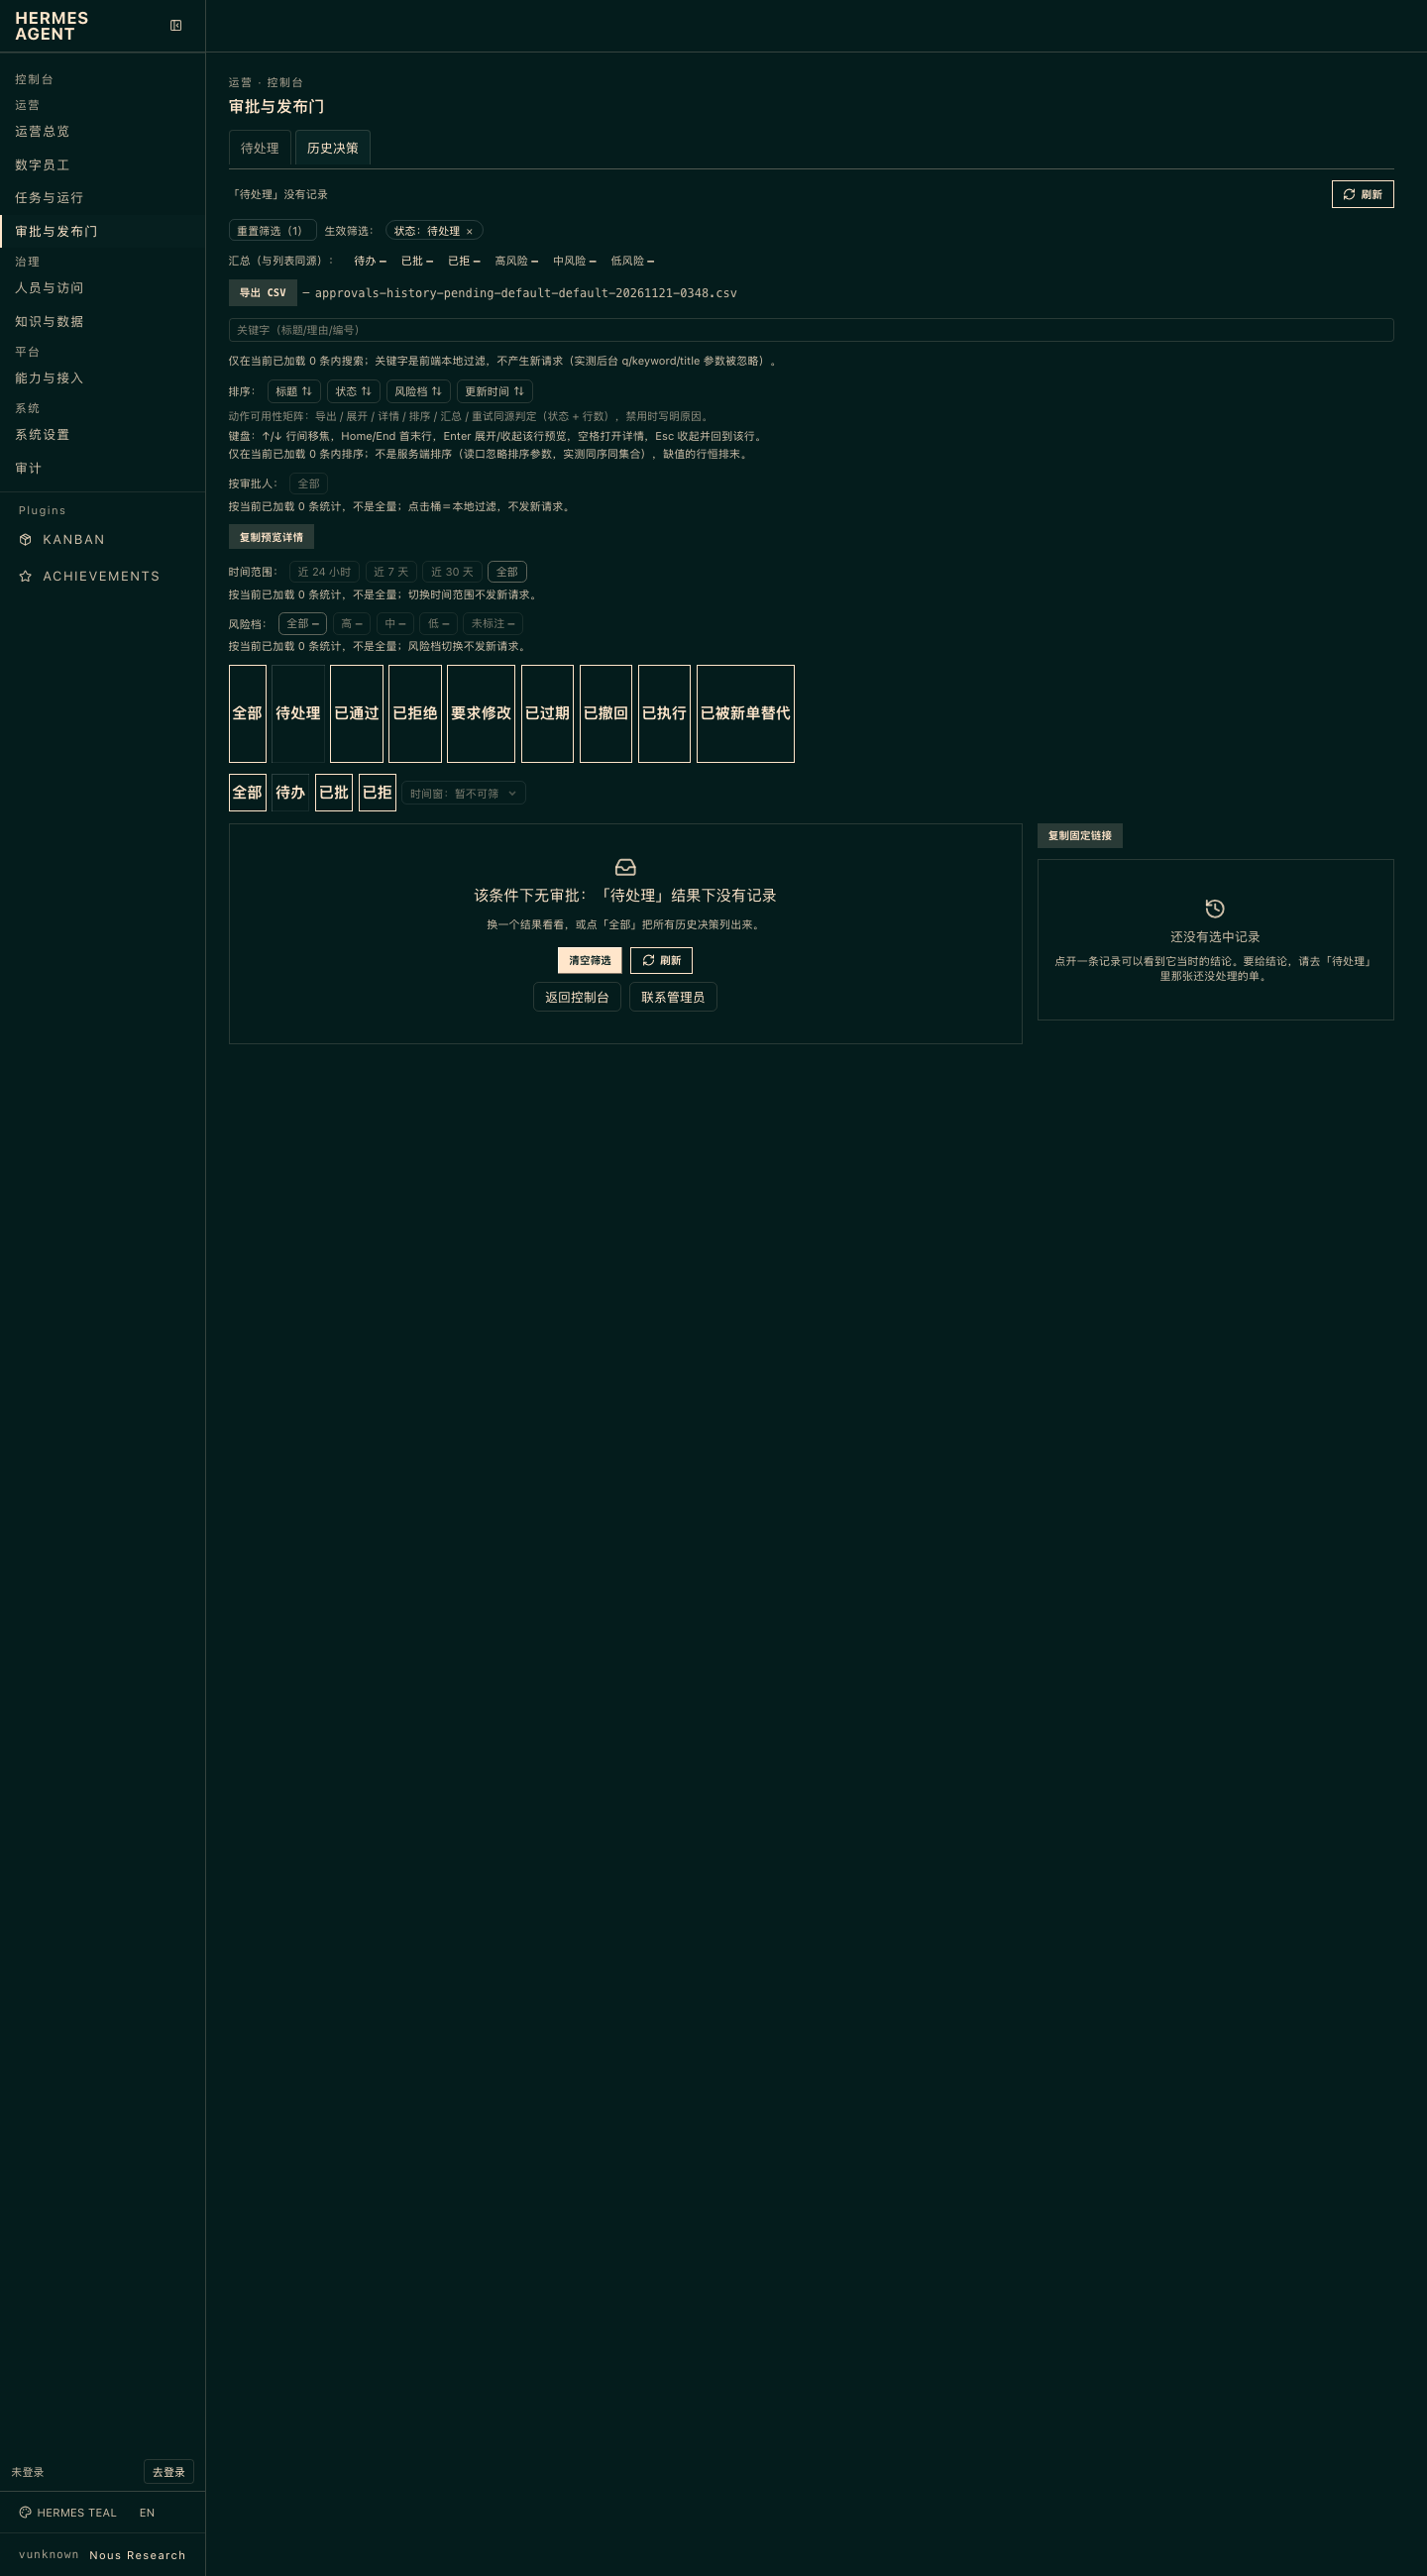 HERMES
AGENT
控制台
运营
运营总览
数字员工
任务与运行
审批与发布门
治理
人员与访问
知识与数据
平台
能力与接入
系统
系统设置
审计
Plugins
KANBAN
ACHIEVEMENTS
未登录 去登录
HERMES TEAL EN
vunknown Nous Research
运营 · 控制台
审批与发布门
待处理 历史决策
「待处理」没有记录 刷新
重置筛选（1） 生效筛选： 状态：待处理 ×
汇总（与列表同源）： 待办 — 已批 — 已拒 — 高风险 — 中风险 — 低风险 —
导出 CSV — approvals-history-pending-default-default-20261121-0348.csv
关键字（标题/理由/编号）
仅在当前已加载 0 条内搜索；关键字是前端本地过滤，不产生新请求（实测后台 q/keyword/title 参数被忽略）。
排序： 标题 ⇅ 状态 ⇅ 风险档 ⇅ 更新时间 ⇅
动作可用性矩阵：导出 / 展开 / 详情 / 排序 / 汇总 / 重试同源判定（状态 + 行数），禁用时写明原因。
键盘：↑/↓ 行间移焦，Home/End 首末行，Enter 展开/收起该行预览，空格打开详情，Esc 收起并回到该行。
仅在当前已加载 0 条内排序；不是服务端排序（读口忽略排序参数，实测同序同集合），缺值的行恒排末。
按审批人： 全部
按当前已加载 0 条统计，不是全量；点击桶＝本地过滤，不发新请求。
复制预览详情
时间范围： 近 24 小时 近 7 天 近 30 天 全部
按当前已加载 0 条统计，不是全量；切换时间范围不发新请求。
风险档： 全部 — 高 — 中 — 低 — 未标注 —
按当前已加载 0 条统计，不是全量；风险档切换不发新请求。
全部 待处理 已通过 已拒绝 要求修改 已过期 已撤回 已执行 已被新单替代
全部 待办 已批 已拒 时间窗：暂不可筛
该条件下无审批：「待处理」结果下没有记录
换一个结果看看，或点「全部」把所有历史决策列出来。
清空筛选 刷新
返回控制台 联系管理员
复制固定链接
还没有选中记录
点开一条记录可以看到它当时的结论。要给结论，请去「待处理」
里那张还没处理的单。